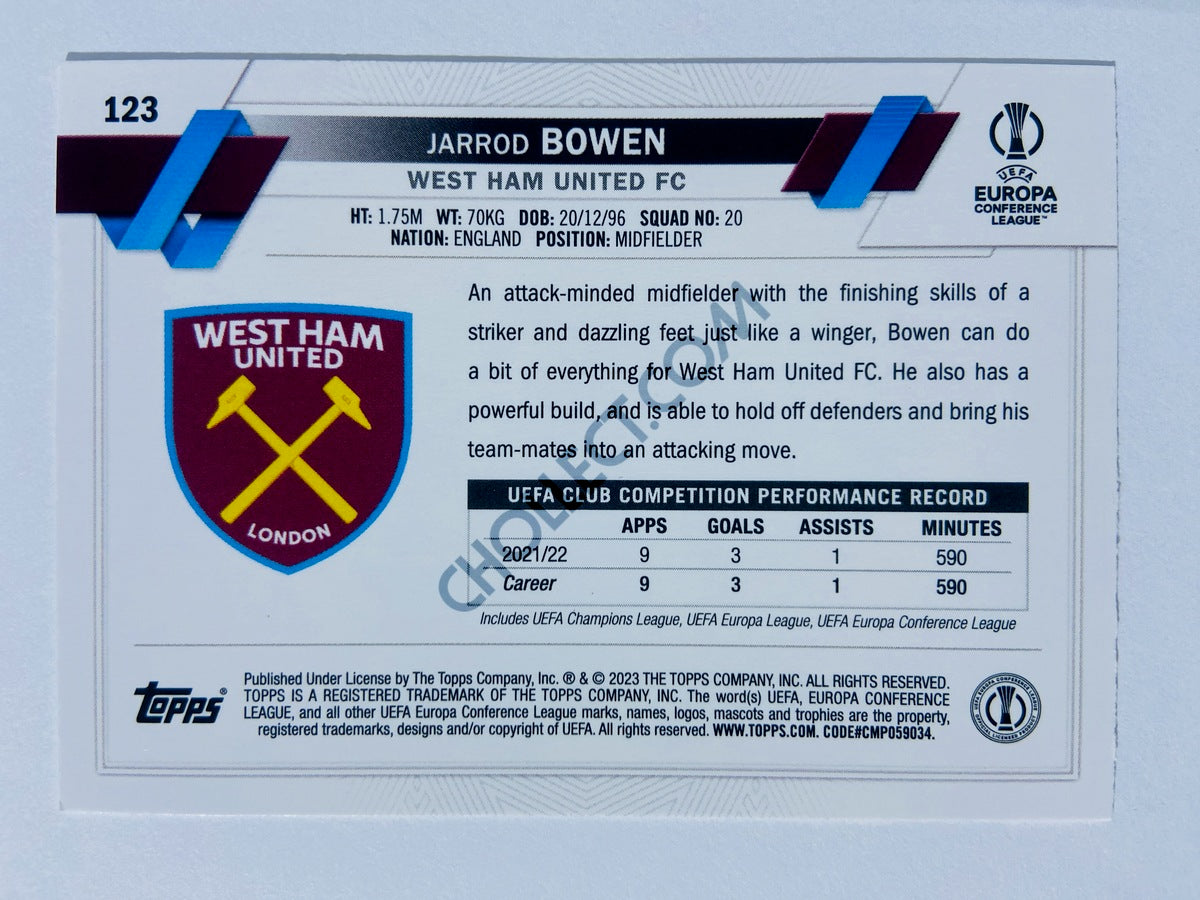 123
JARROD BOWEN
WEST HAM UNITED FC
HT: 1.75M WT: 70KG DOB: 20/12/96 SQUAD NO: 20
NATION: ENGLAND POSITION: MIDFIELDER
UEFA
EUROPA
CONFERENCE
LEAGUE™
WEST HAM
UNITED
LONDON
An attack-minded midfielder with the finishing skills of a
striker and dazzling feet just like a winger, Bowen can do
a bit of everything for West Ham United FC. He also has a
powerful build, and is able to hold off defenders and bring his
team-mates into an attacking move.
UEFA CLUB COMPETITION PERFORMANCE RECORD
APPS GOALS ASSISTS MINUTES
2021/22 9 3 1 590
Career 9 3 1 590
Includes UEFA Champions League, UEFA Europa League, UEFA Europa Conference League
CHOLLECT.COM
Topps®
Published Under License by The Topps Company, Inc. ® & © 2023 THE TOPPS COMPANY, INC. ALL RIGHTS RESERVED.
TOPPS IS A REGISTERED TRADEMARK OF THE TOPPS COMPANY, INC. The word(s) UEFA, EUROPA CONFERENCE
LEAGUE, and all other UEFA Europa Conference League marks, names, logos, mascots and trophies are the property,
registered trademarks, designs and/or copyright of UEFA. All rights reserved. WWW.TOPPS.COM. CODE#CMP059034.